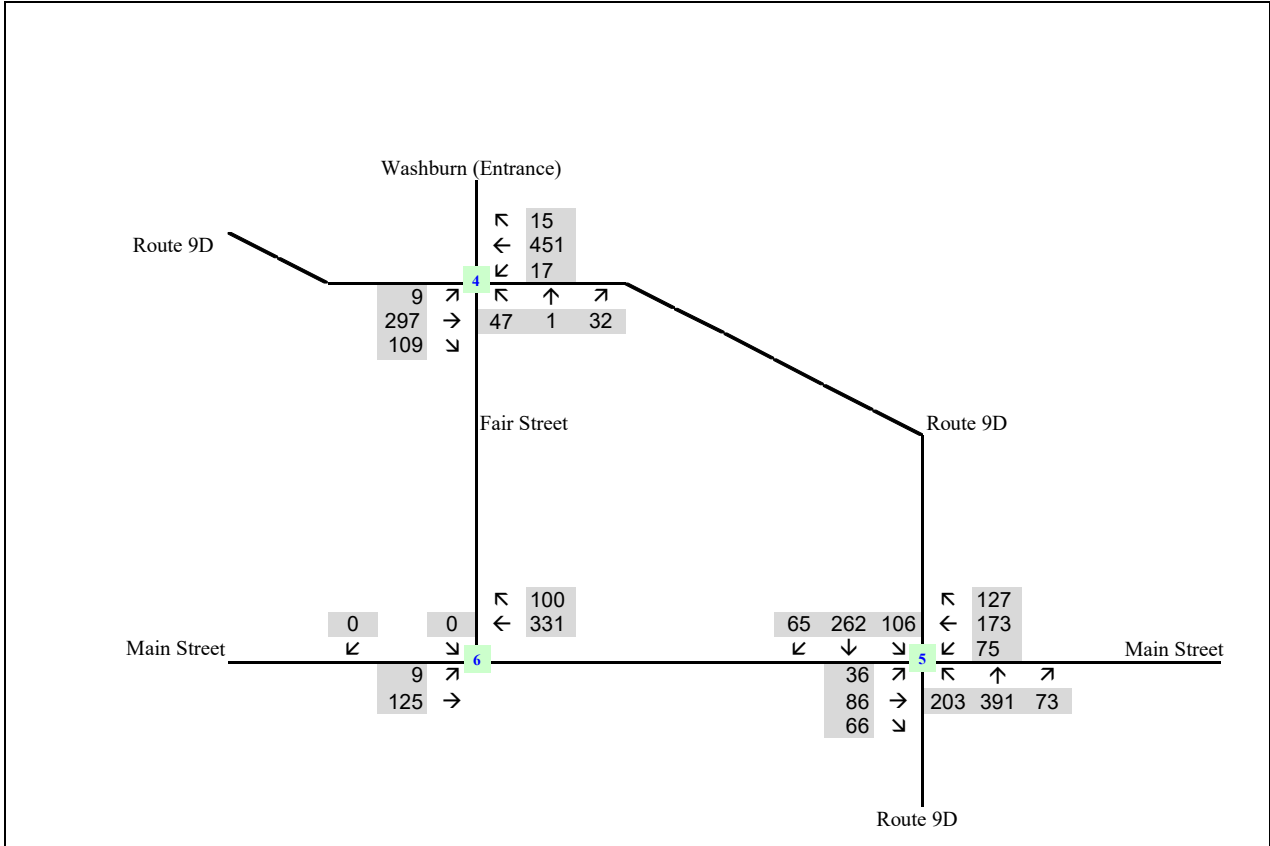 Washburn (Entrance)
↖ 15
Route 9D ← 451
↙ 17
4
9 ↗ ↖ ↑ ↗
297 → 47 1 32
109 ↘
Fair Street Route 9D
↖ 100 ↖ 127
0 0 ← 331 65 262 106 ← 173
Main Street ↙ ↘ ↙ ↓ ↘ ↙ 75 Main Street
6 5
9 ↗ 36 ↗ ↖ ↑ ↗
125 → 86 → 203 391 73
66 ↘
Route 9D